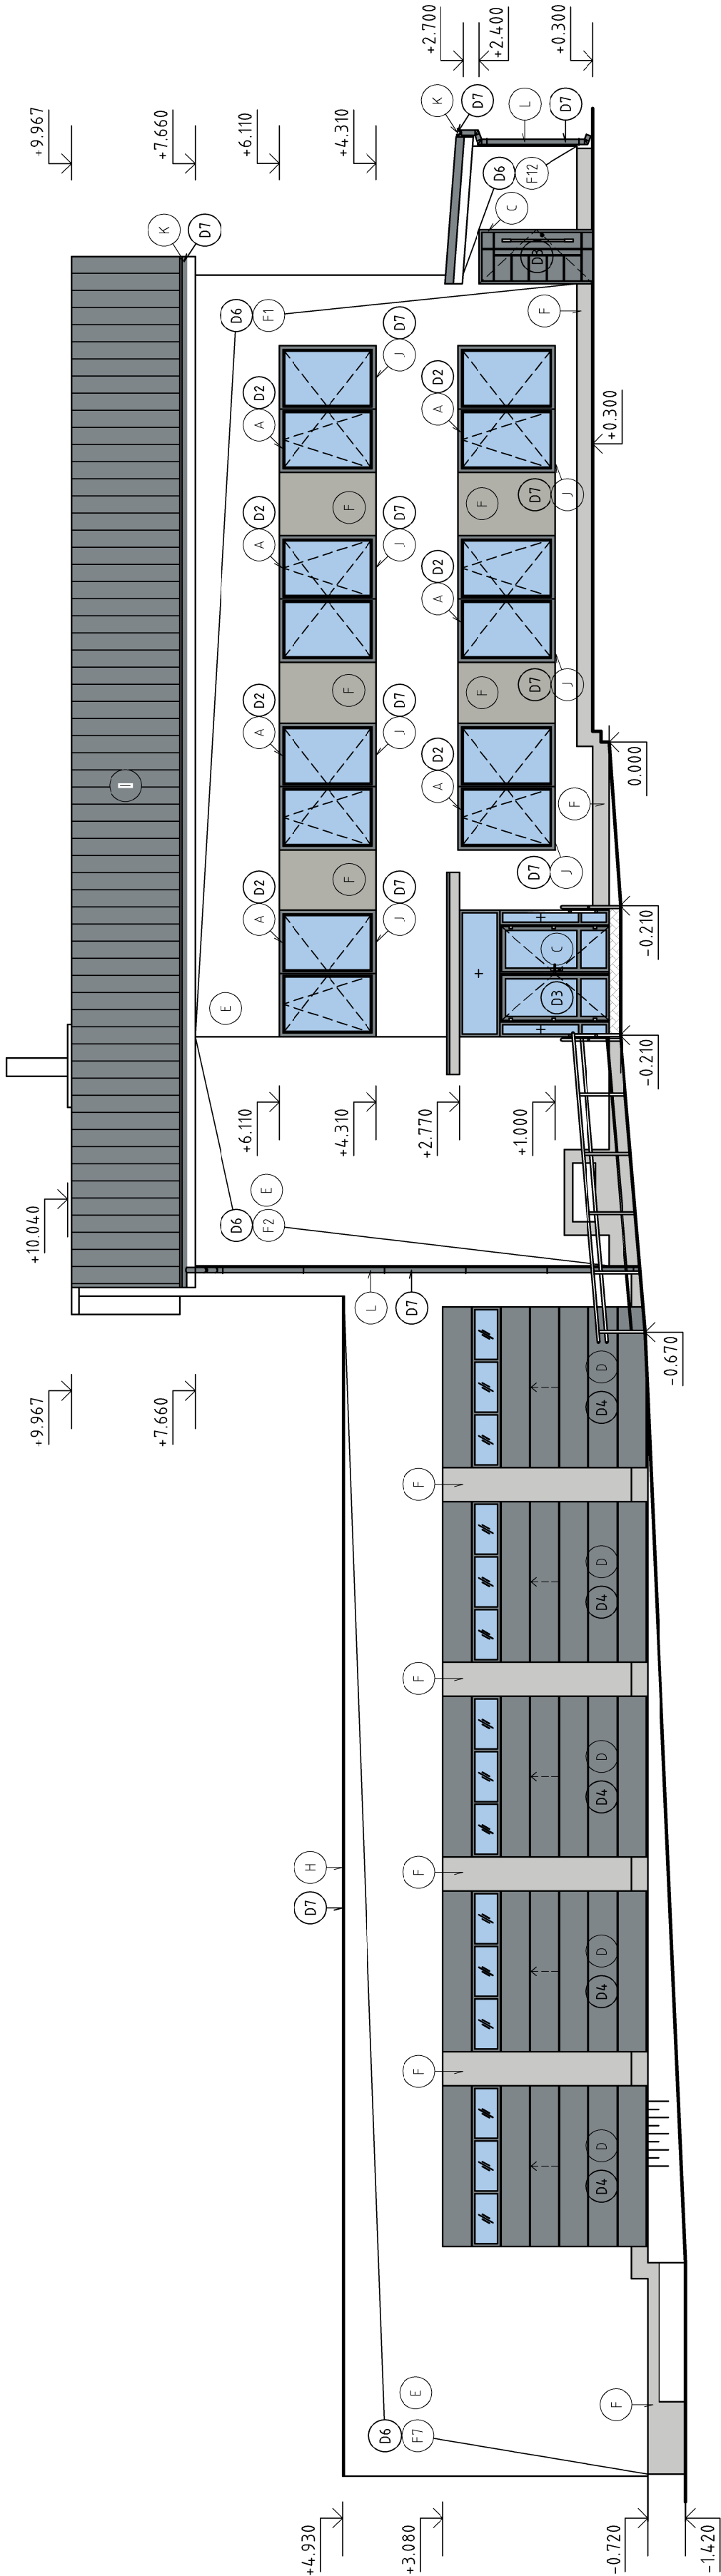 +2.700
+2.400
+0.300
+9.967
+7.660
+6.110
+4.310
K
D7
L
D7
D6
F12
C
D3
K
D7
D6
F1
F
D7
J
D2
A
D2
A
+0.300
F
F
D7
J
D2
A
D7
J
D2
A
F
F
D7
J
D2
A
D7
J
D2
A
I
0.000
F
F
D7
J
D2
A
D7
J
C
D3
E
-0.210
-0.210
+6.110
+4.310
+2.770
+1.000
E
D6
F2
+10.040
L
D7
-0.670
+9.967
+7.660
D
D4
F
D
D4
F
D
D4
F
H
D7
D
D4
F
D
D4
E
D6
F7
F
+4.930
+3.080
-0.720
-1.420